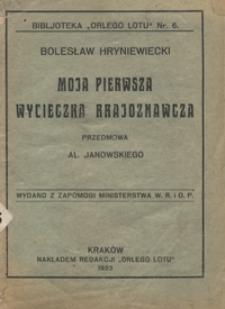 BIBLJOTEKA „ORLEGO LOTU" Nr. 6.
BOLESŁAW HRYNIEWIECKI
MOJA PIERWSZA
WYCIECZKA KRAJOZNAWCZA
PRZEDMOWA
AL. JANOWSKIEGO
WYDANO Z ZAPOMOGI MINISTERSTWA W. R. i O. P.
KRAKÓW
NAKŁADEM REDAKCJI „ORLEGO LOTU"
1923